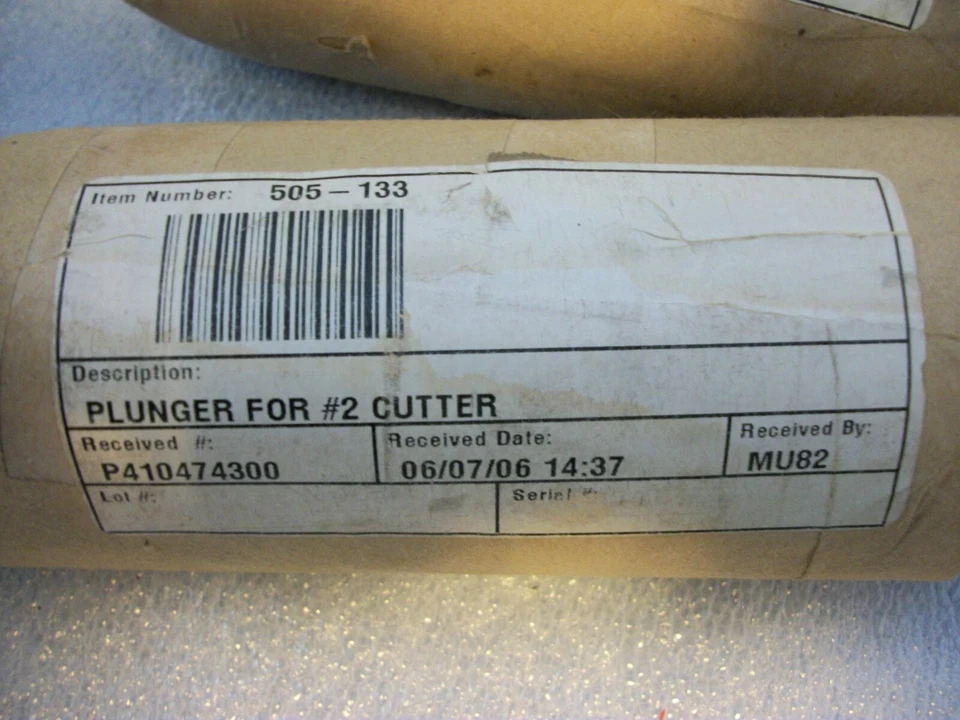 Item Number: 505-133
Description:
PLUNGER FOR #2 CUTTER
Received #: Received Date: Received By:
P410474300 06/07/06 14:37 MU82
Lot #: Serial #: